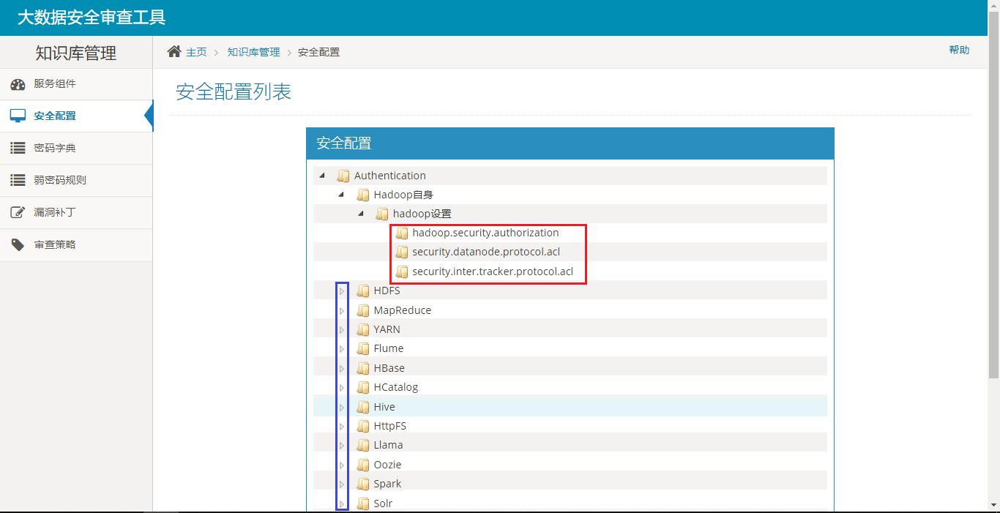 大数据安全审查工具
知识库管理
主页 > 知识库管理 > 安全配置
帮助
服务组件
安全配置
密码字典
弱密码规则
漏洞补丁
审查策略
安全配置列表
安全配置
Authentication
Hadoop自身
hadoop设置
hadoop.security.authorization
security.datanode.protocol.acl
security.inter.tracker.protocol.acl
HDFS
MapReduce
YARN
Flume
HBase
HCatalog
Hive
HttpFS
Llama
Oozie
Spark
Solr